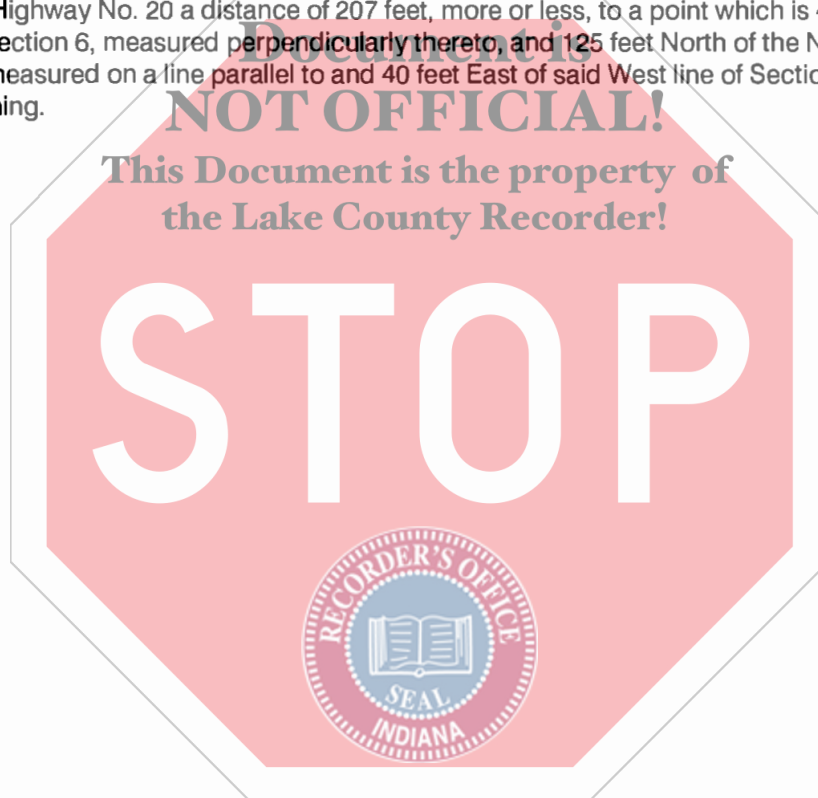 Highway No. 20 a distance of 207 feet, more or less, to a point which is
ection 6, measured perpendicularly thereto, and 125 feet North of the N
neasured on a line parallel to and 40 feet East of said West line of Sectio
ning.
Document is
NOT OFFICIAL!
This Document is the property of
the Lake County Recorder!
STOP
RECORDER'S OFFICE
SEAL
INDIANA